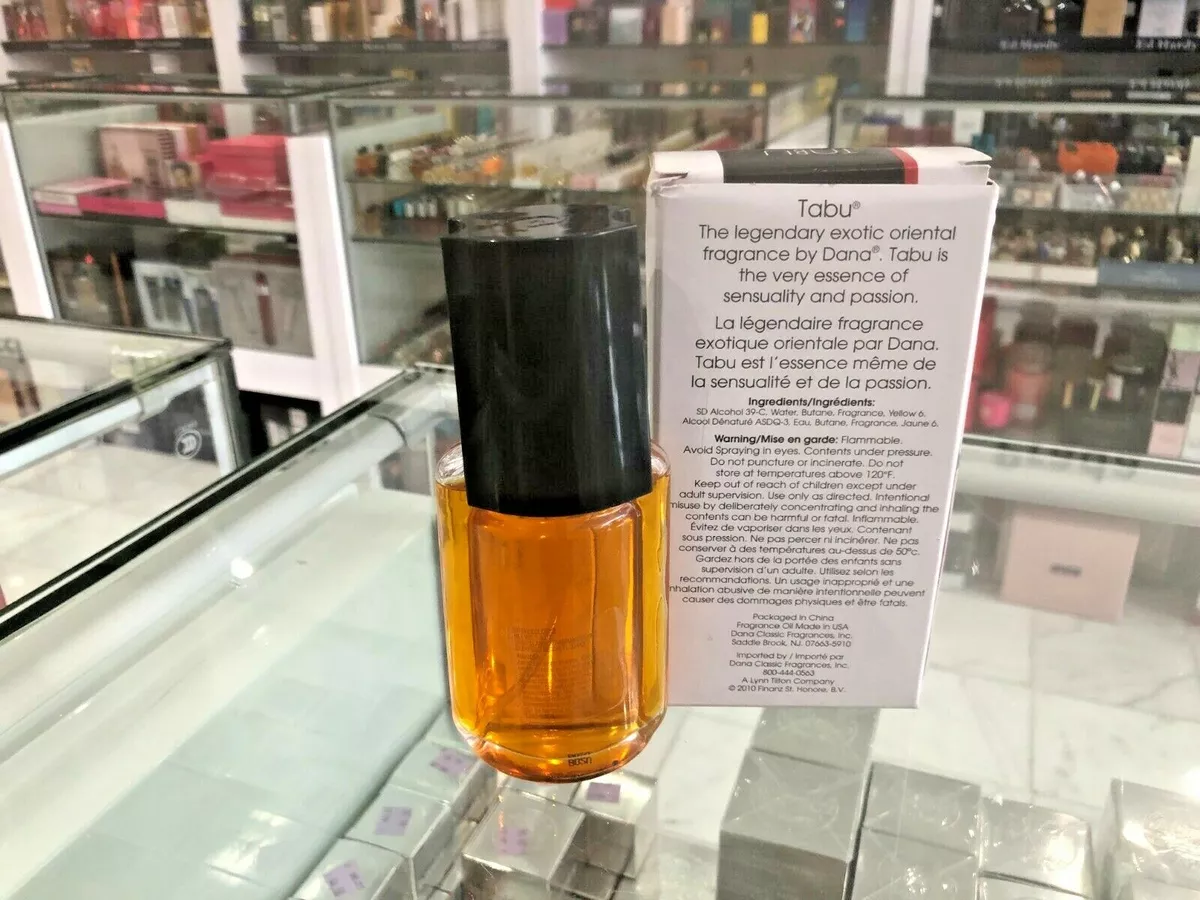 Ed Hardy
Tabu®
The legendary exotic oriental
fragrance by Dana®. Tabu is
the very essence of
sensuality and passion.
La légendaire fragrance
exotique orientale par Dana.
Tabu est l'essence même de
la sensualité et de la passion.
Ingredients/Ingrédients:
SD Alcohol 39-C, Water, Butane, Fragrance, Yellow 6.
Alcool Dénaturé ASDQ-3, Eau, Butane, Fragrance, Jaune 6.
Warning/Mise en garde: Flammable.
Avoid Spraying in eyes. Contents under pressure.
Do not puncture or incinerate. Do not
store at temperatures above 120°F.
Keep out of reach of children except under
adult supervision. Use only as directed. Intentional
misuse by deliberately concentrating and inhaling the
contents can be harmful or fatal. Inflammable.
Évitez de vaporiser dans les yeux. Contenant
sous pression. Ne pas percer ni incinérer. Ne pas
conserver à des températures au-dessus de 50°c.
Gardez hors de la portée des enfants sans
supervision d'un adulte. Utilisez selon les
recommandations. Un usage inapproprié et une
nhalation abusive de manière intentionnelle peuvent
causer des dommages physiques et être fatals.
Packaged in China
Fragrance Oil Made in USA
Dana Classic Fragrances, Inc.
Saddle Brook, NJ. 07663-5910
Imported by / Importé par
Dana Classic Fragrances, Inc.
800-444-0563
A Lynn Tilton Company
© 2010 Finanz St. Honore, B.V.